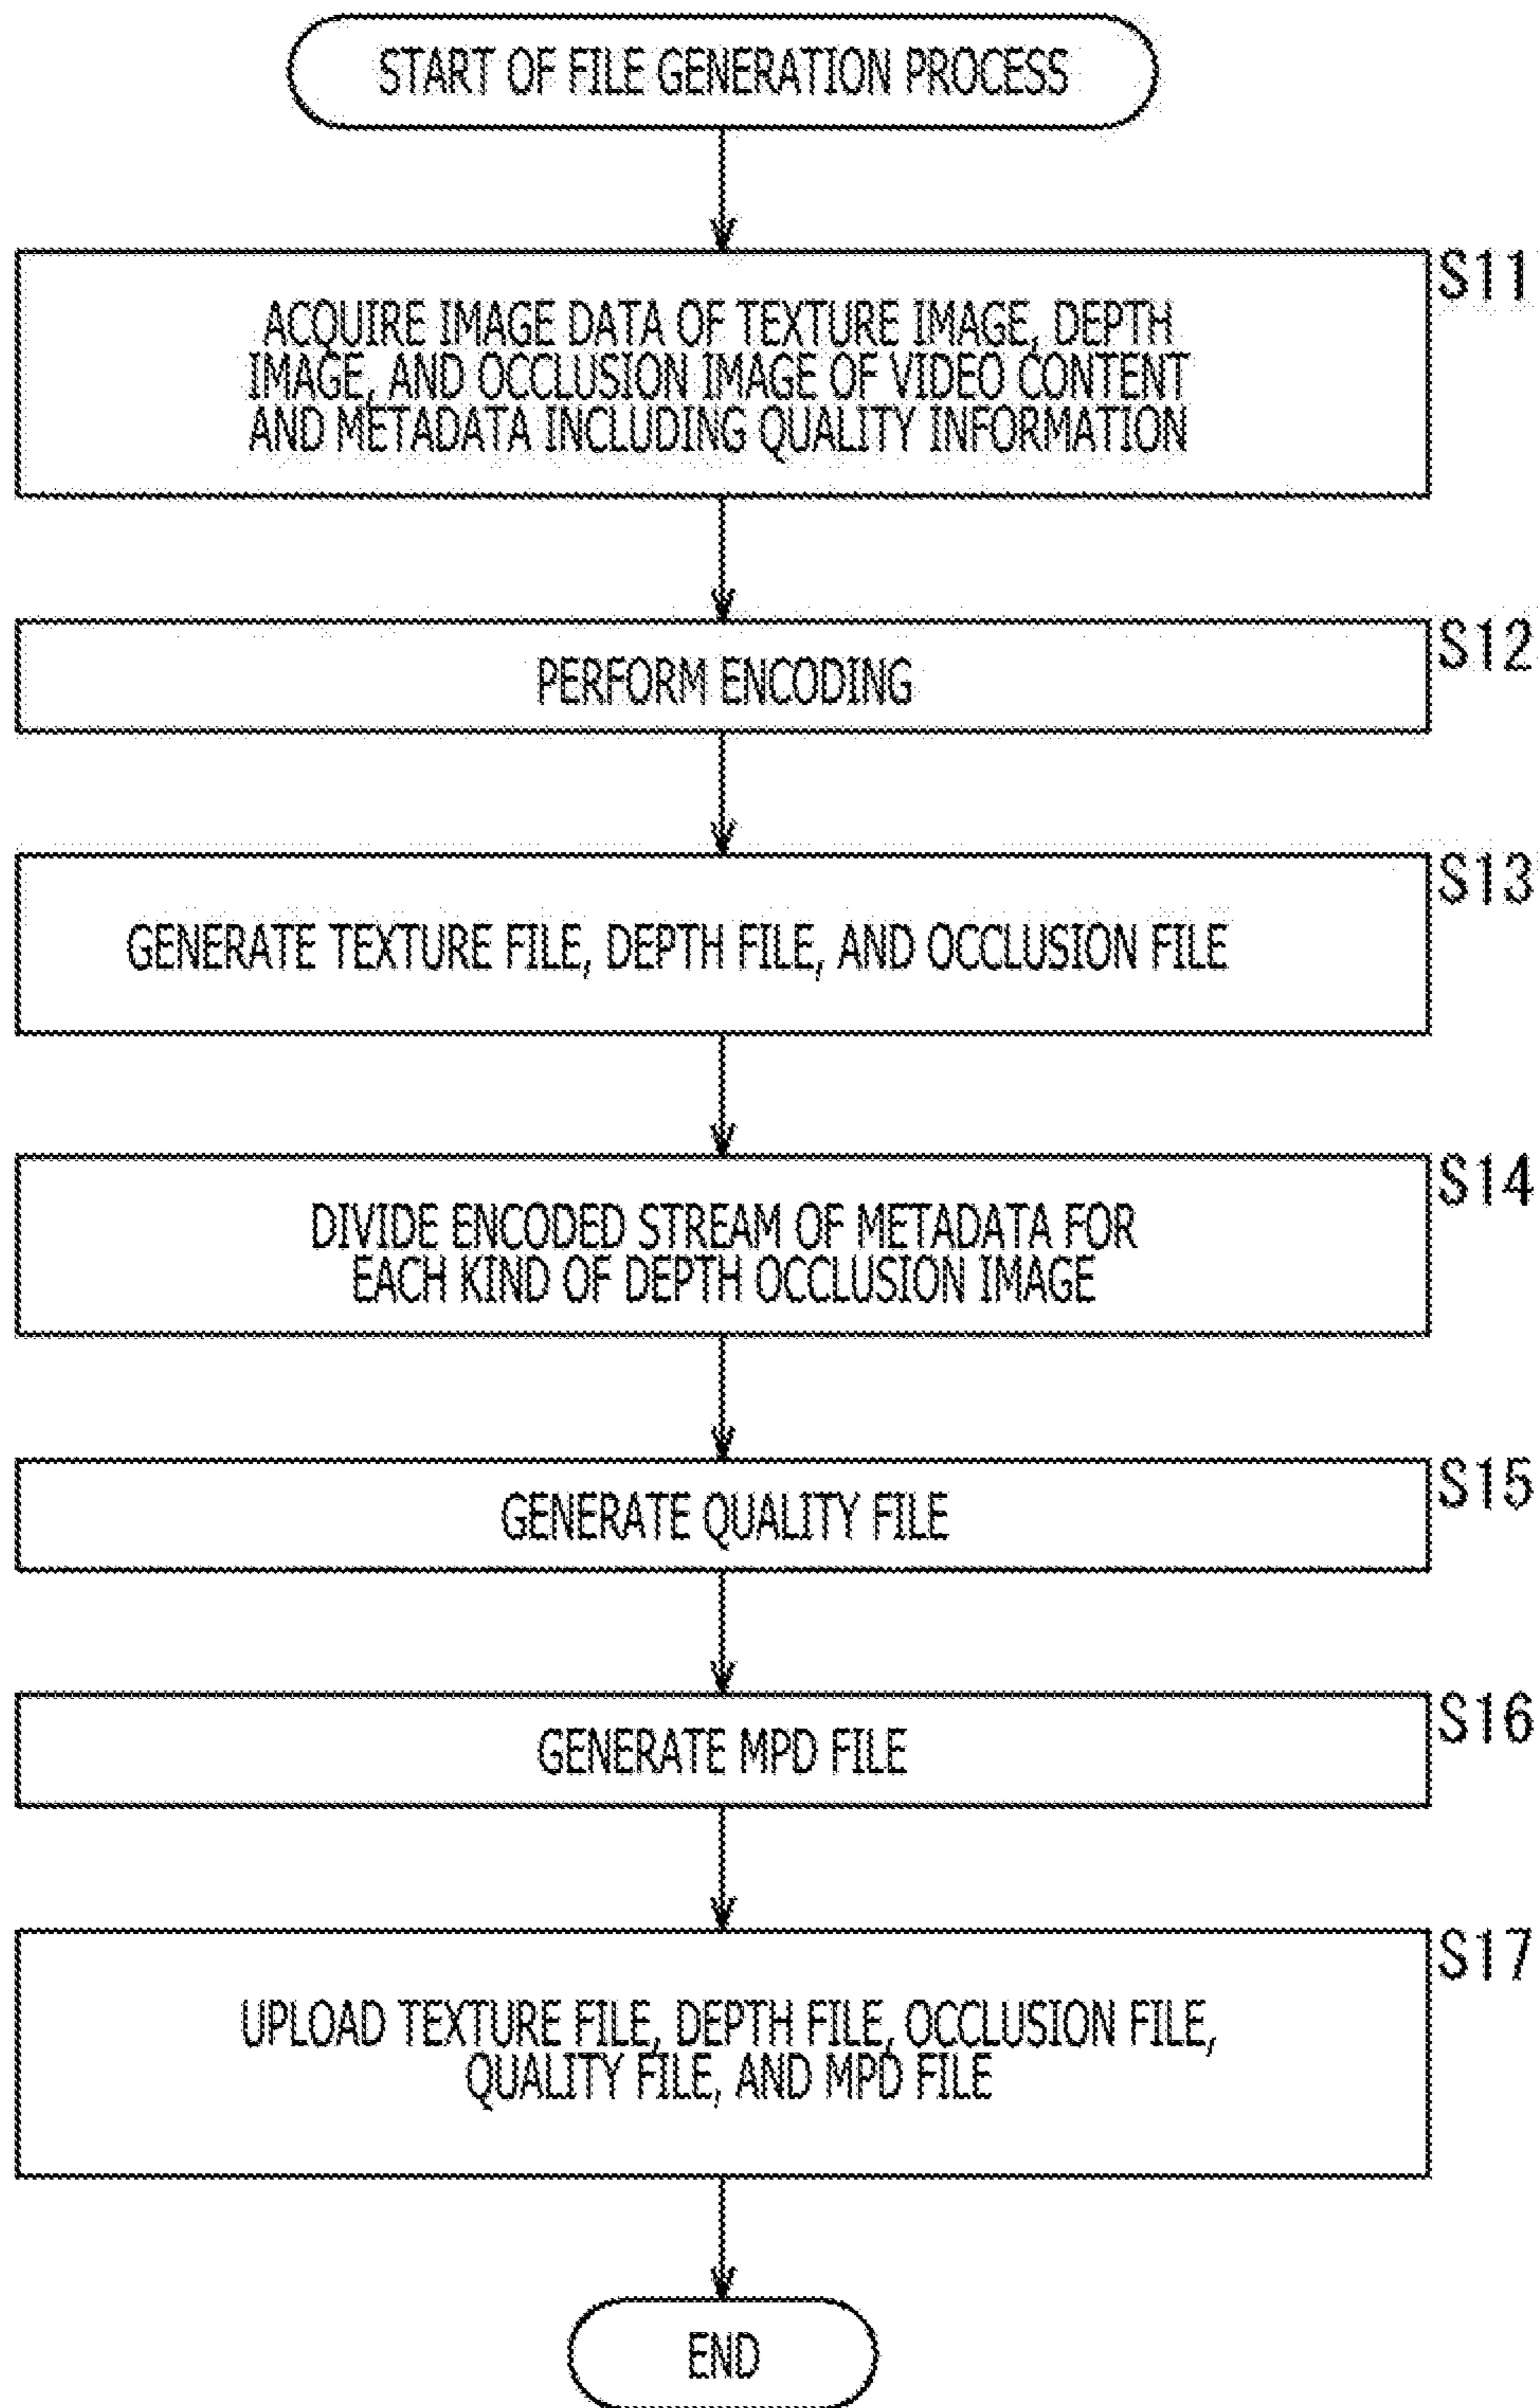 START OF FILE GENERATION PROCESS
S11
ACQUIRE IMAGE DATA OF TEXTURE IMAGE, DEPTH
IMAGE, AND OCCLUSION IMAGE OF VIDEO CONTENT
AND METADATA INCLUDING QUALITY INFORMATION
S12
PERFORM ENCODING
S13
GENERATE TEXTURE FILE, DEPTH FILE, AND OCCLUSION FILE
S14
DIVIDE ENCODED STREAM OF METADATA FOR
EACH KIND OF DEPTH OCCLUSION IMAGE
S15
GENERATE QUALITY FILE
S16
GENERATE MPD FILE
S17
UPLOAD TEXTURE FILE, DEPTH FILE, OCCLUSION FILE,
QUALITY FILE, AND MPD FILE
END